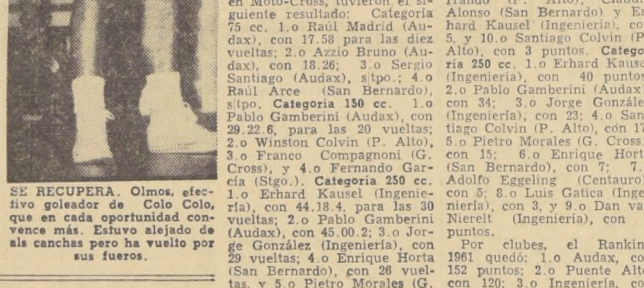 SE RECUPERA. Olmos, efec-
tivo goleador de Colo Colo,
que en cada oportunidad con-
vence más. Estuvo alejado de
als canchas pero ha vuelto por
sus fueros.
en Moto-Cross, tuvieron el si-
guiente resultado: Categoría
75 cc. 1.o Raúl Madrid (Au-
dax), con 17.58 para las diez
vueltas; 2.o Azzio Bruno (Au-
dax), con 18.26; 3.o Sergio
Santiago (Audax), s|tpo.; 4.o
Raúl Arce (San Bernardo),
s|tpo. Categoría 150 cc. 1.o
Pablo Gamberini (Audax), con
29.22.6, para las 20 vueltas;
2.o Winston Colvin (P. Alto),
3.o Franco Compagnoni (G.
Cross), y 4.o Fernando Gar-
cía (Stgo.). Categoría 250 cc.
1.o Erhard Kausel (Ingenie-
ría), con 44.18.4, para las 30
vueltas; 2.o Pablo Gamberini
(Audax), con 45.00.2; 3.o Jor-
ge González (Ingeniería), con
29 vueltas; 4.o Enrique Horta
(San Bernardo), con 26 vuel-
tas, y 5.o Pietro Morales (G.
Alonso (San Bernardo) y Er
hard Kausel (Ingeniería), con
5, y 10.o Santiago Colvin (P.
Alto), con 3 puntos. Catego
ría 250 cc. 1.o Erhard Kause
(Ingeniería), con 40 puntos
2.o Pablo Gamberini (Audax)
con 34; 3.o Jorge Gonzále
(Ingeniería), con 23; 4.o San
tiago Colvin (P. Alto), con
5.o Pietro Morales (G. Cross)
con 15; 6.o Enrique Hort
(San Bernardo), con 7; 7.
Adolfo Eggeling (Centauro)
con 5; 8.o Luis Gatica (Inge
niería), con 3, y 9.o Dan va
Nierelt (Ingeniería), con
puntos.
Por clubes, el Rankin
1961 quedó: 1.o Audax, co
152 puntos; 2.o Puente Alto
con 120; 3.o Ingeniería, co